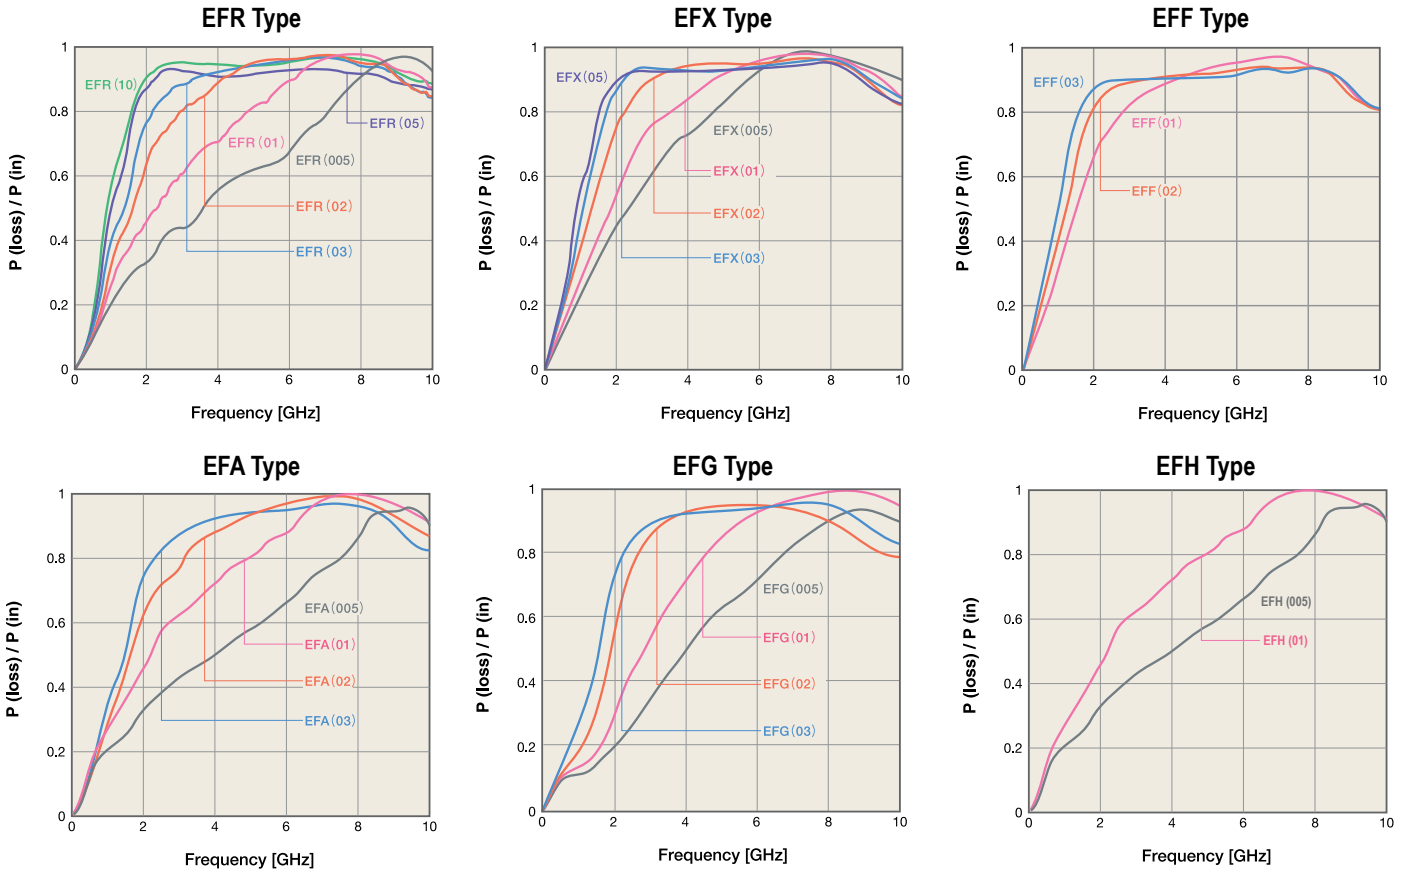 EFR Type
1
0.8
0.6
0.4
0.2
0
0 2 4 6 8 10
P (loss) / P (in)
Frequency [GHz]
EFR(10)
EFR(05)
EFR(01)
EFR(005)
EFR(02)
EFR(03)
EFX Type
1
0.8
0.6
0.4
0.2
0
0 2 4 6 8 10
P (loss) / P (in)
Frequency [GHz]
EFX(05)
EFX(005)
EFX(01)
EFX(02)
EFX(03)
EFF Type
1
0.8
0.6
0.4
0.2
0
0 2 4 6 8 10
P (loss) / P (in)
Frequency [GHz]
EFF(03)
EFF(01)
EFF(02)
EFA Type
1
0.8
0.6
0.4
0.2
0
0 2 4 6 8 10
P (loss) / P (in)
Frequency [GHz]
EFA(005)
EFA(01)
EFA(02)
EFA(03)
EFG Type
1
0.8
0.6
0.4
0.2
0
0 2 4 6 8 10
P (loss) / P (in)
Frequency [GHz]
EFG(005)
EFG(01)
EFG(02)
EFG(03)
EFH Type
1
0.8
0.6
0.4
0.2
0
0 2 4 6 8 10
P (loss) / P (in)
Frequency [GHz]
EFH (005)
EFH (01)